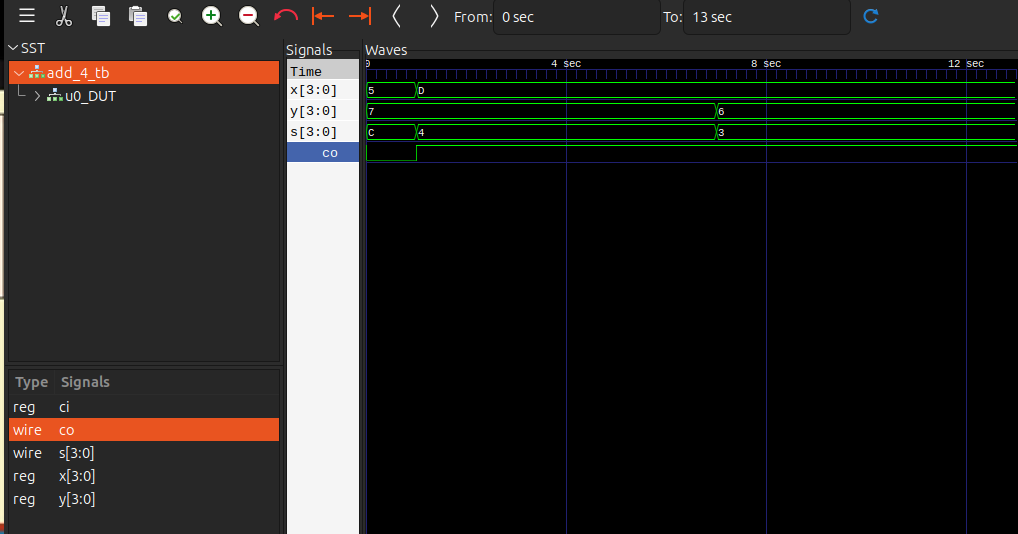 From: 0 sec To: 13 sec
SST
add_4_tb
u0_DUT
Type Signals
reg ci
wire co
wire s[3:0]
reg x[3:0]
reg y[3:0]
Signals
Time
x[3:0]
y[3:0]
s[3:0]
co
Waves
0 4 sec 8 sec 12 sec
5 D
7 6
C 4 3